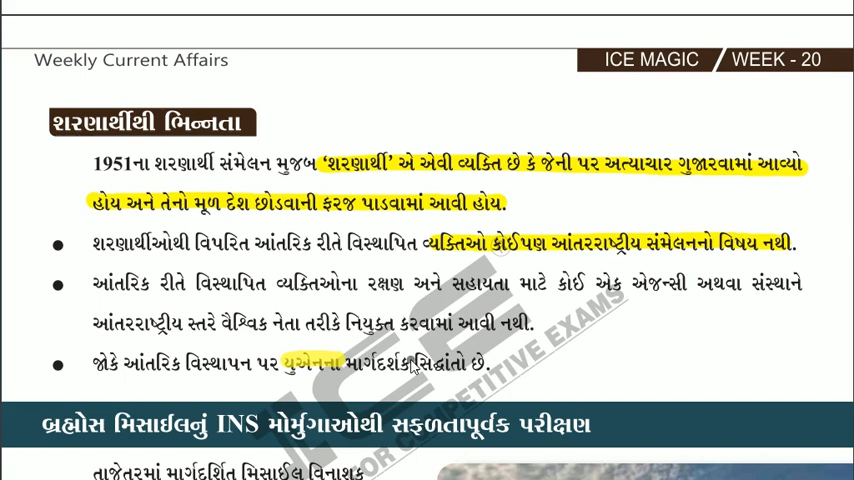 Weekly Current Affairs
ICE MAGIC / WEEK - 20
શરણાર્થીથી ભિન્નતા
1951ના શરણાર્થી સંમેલન મુજબ ‘શરણાર્થી’ એ એવી વ્યક્તિ છે કે જેની પર અત્યાચાર ગુજારવામાં આવ્યો
હોય અને તેનો મૂળ દેશ છોડવાની ફરજ પાડવામાં આવી હોય.
● શરણાર્થીઓથી વિપરિત આંતરિક રીતે વિસ્થાપિત વ્યક્તિઓ કોઈપણ આંતરરાષ્ટ્રીય સંમેલનનો વિષય નથી.
● આંતરિક રીતે વિસ્થાપિત વ્યક્તિઓના રક્ષણ અને સહાયતા માટે કોઈ એક એજન્સી અથવા સંસ્થાને
આંતરરાષ્ટ્રીય સ્તરે વૈશ્વિક નેતા તરીકે નિયુક્ત કરવામાં આવી નથી.
● જોકે આંતરિક વિસ્થાપન પર યુએનના માર્ગદર્શક સિદ્ધાંતો છે.
ICE
FOR COMPETITIVE EXAMS
બ્રહ્મોસ મિસાઈલનું INS મોર્મુગાઓથી સફળતાપૂર્વક પરીક્ષણ
તાજેતરમાં માર્ગદર્શિત મિસાઈલ વિનાશક